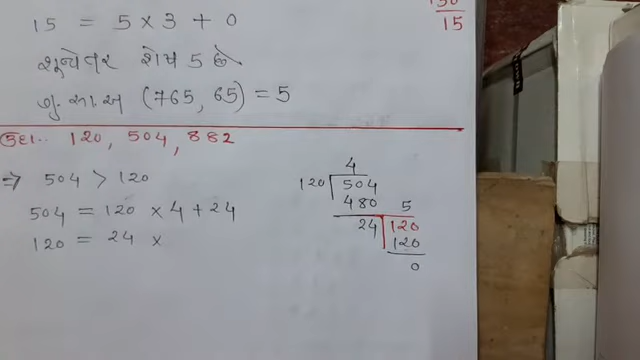 15 = 5 × 3 + 0
15
શૂન્યેતર શેષ 5 છે
ગુ.સા.અ (765, 65) = 5
ઉદા.. 120, 504, 882
⇒ 504 > 120
504 = 120 × 4 + 24
120 = 24 ×
4
120 504
480 5
24 120
120
0